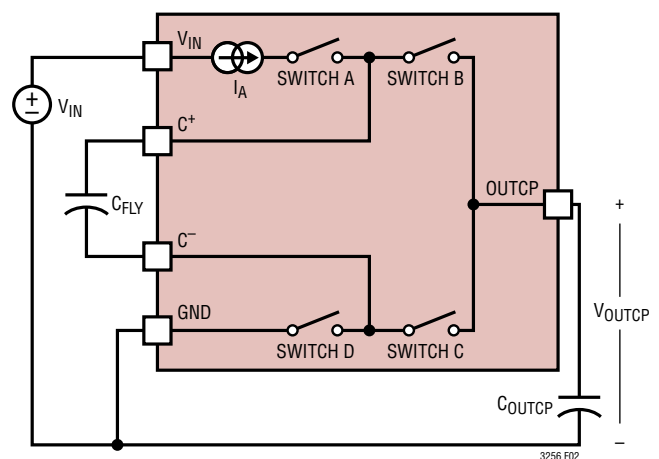 V_IN
I_A
SWITCH A
SWITCH B
+
−
V_IN
C⁺
C_FLY
OUTCP
+
C⁻
GND
SWITCH D
SWITCH C
V_OUTCP
C_OUTCP
−
3256 F02